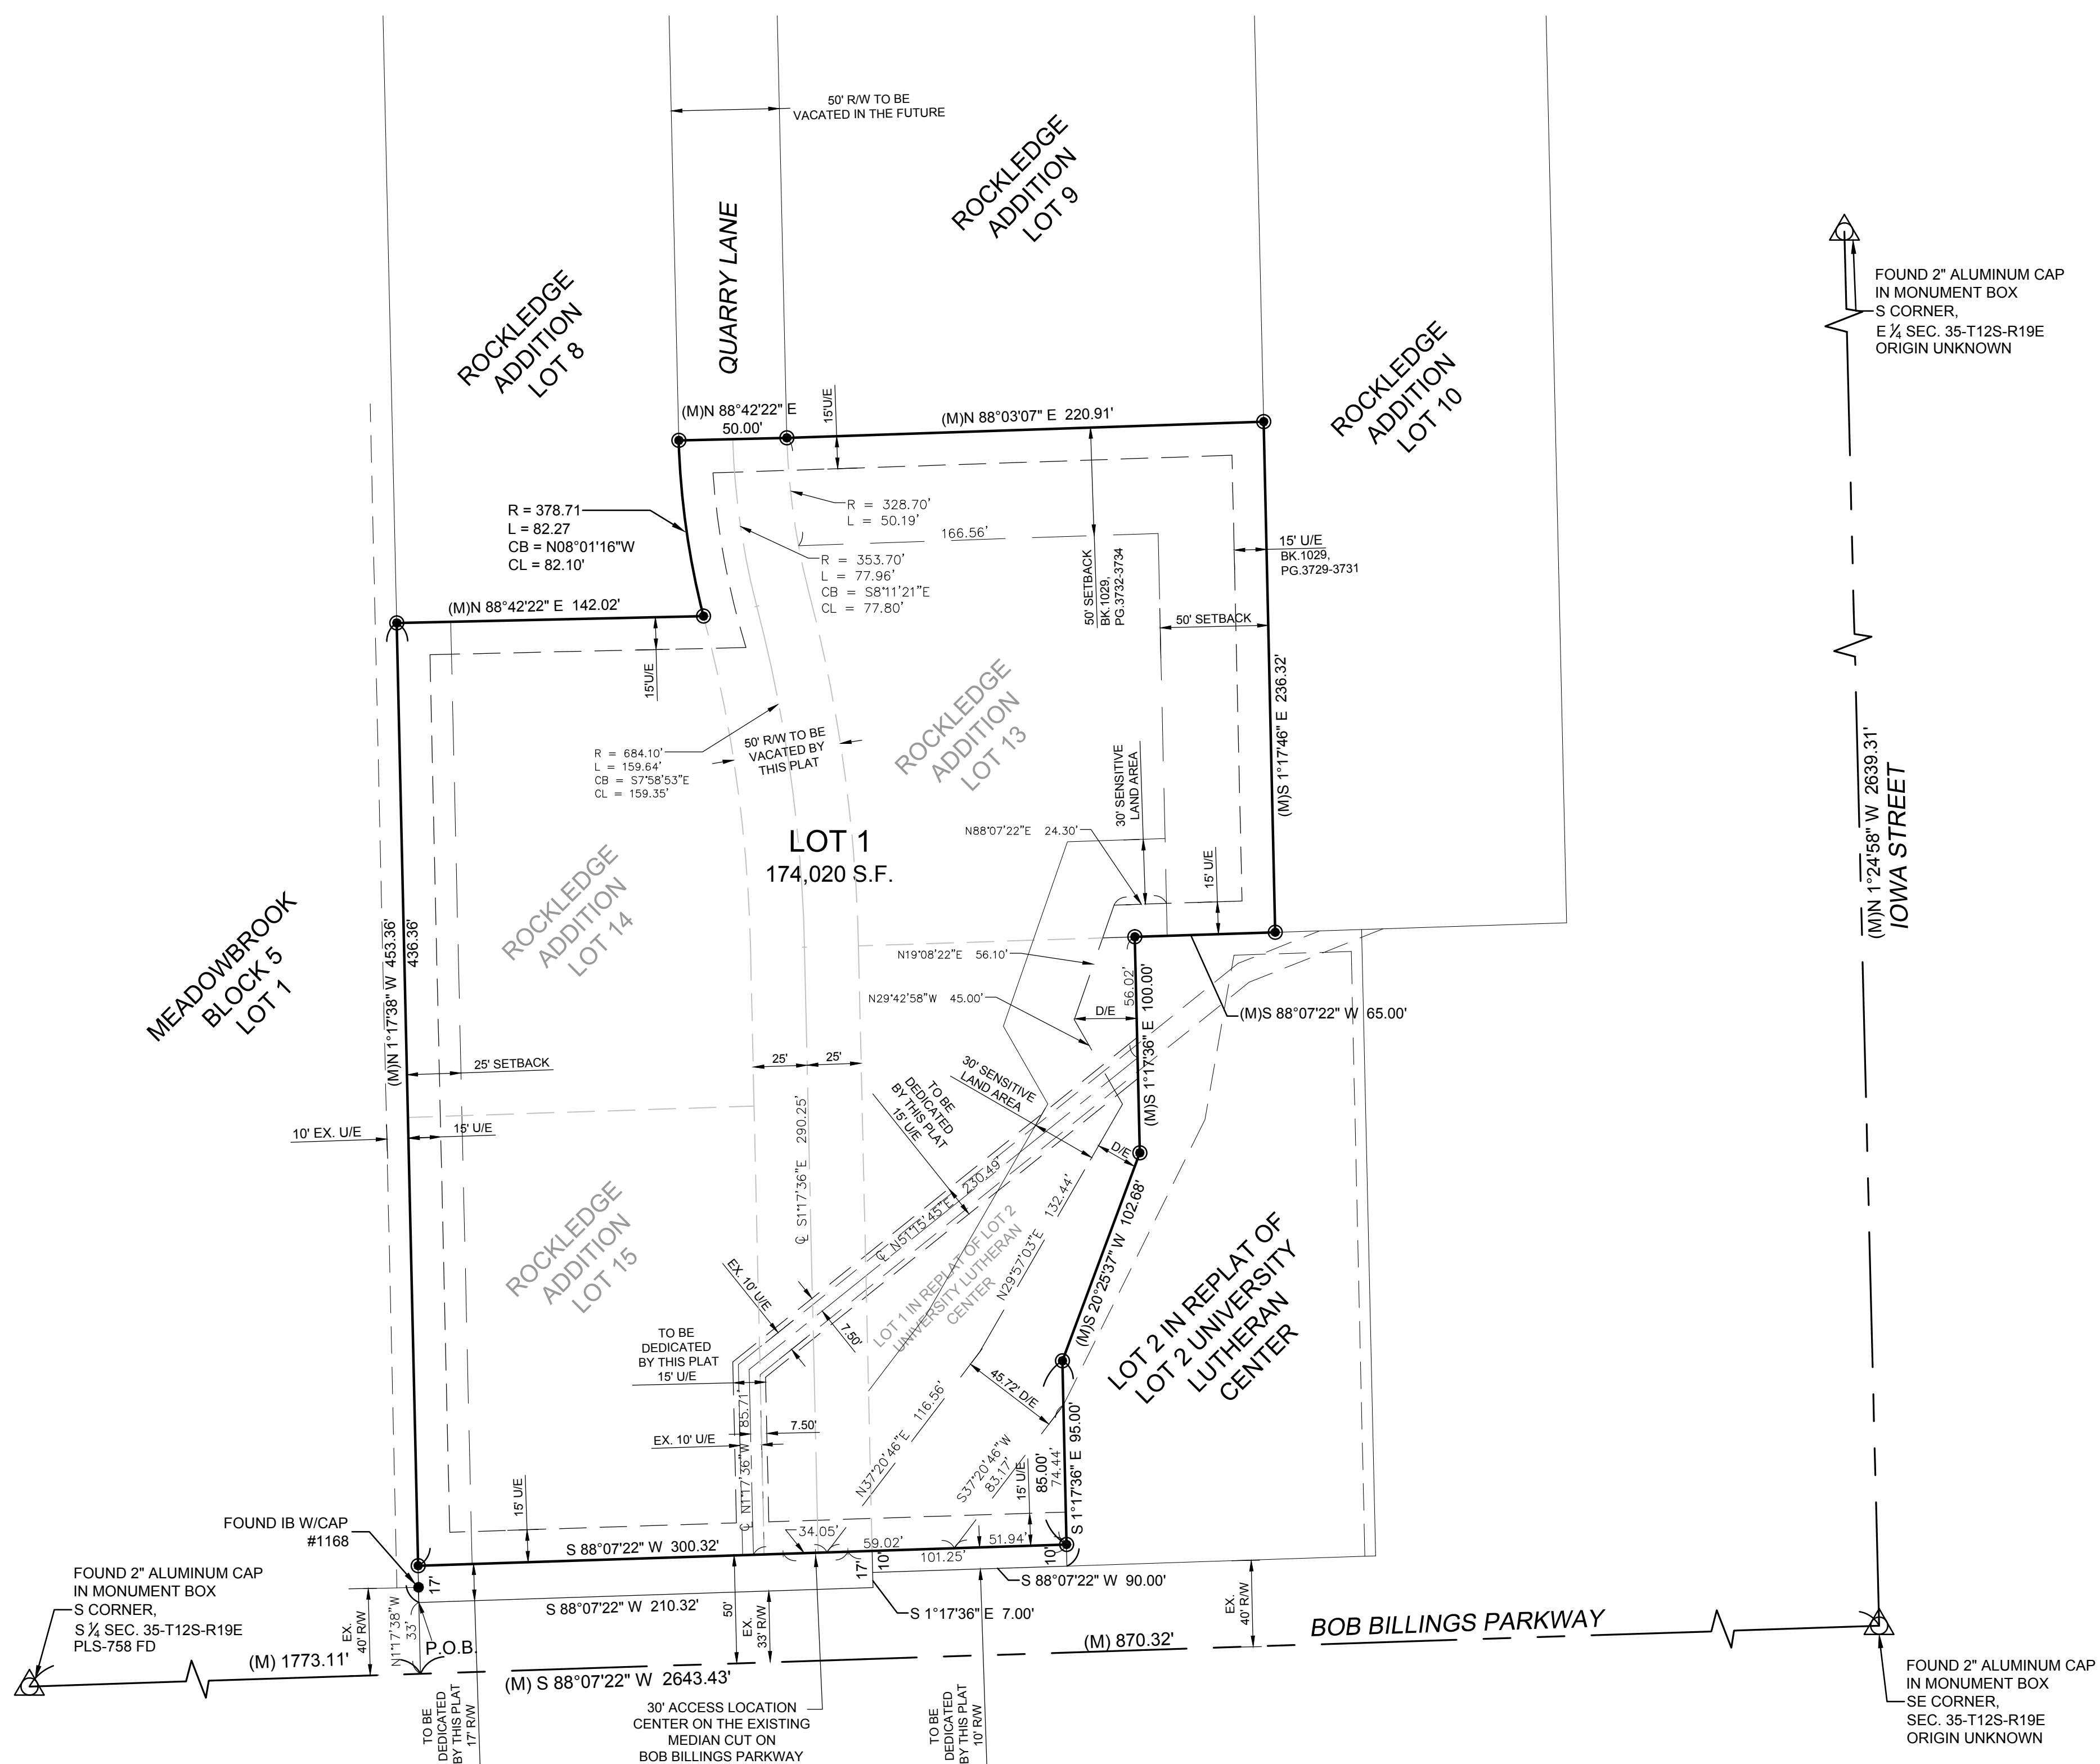 50' R/W TO BE
VACATED IN THE FUTURE
QUARRY LANE
ROCKLEDGE
ADDITION
LOT 9
ROCKLEDGE
ADDITION
LOT 8
ROCKLEDGE
ADDITION
LOT 10
FOUND 2" ALUMINUM CAP
IN MONUMENT BOX
S CORNER,
E ¼ SEC. 35-T12S-R19E
ORIGIN UNKNOWN
(M)N 88°42'22" E
50.00'
15'U/E
(M)N 88°03'07" E 220.91'
R = 378.71
L = 82.27
CB = N08°01'16"W
CL = 82.10'
R = 328.70'
L = 50.19'
166.56'
R = 353.70'
L = 77.96'
CB = S8°11'21"E
CL = 77.80'
50' SETBACK
BK.1029,
PG.3732-3734
15' U/E
BK.1029,
PG.3729-3731
50' SETBACK
(M)N 88°42'22" E 142.02'
15'U/E
(M)S 1°17'46" E 236.32'
R = 684.10'
L = 159.64'
CB = S7°58'53"E
CL = 159.35'
50' R/W TO BE
VACATED BY
THIS PLAT
ROCKLEDGE
ADDITION
LOT 13
30' SENSITIVE
LAND AREA
N88°07'22"E 24.30'
15' U/E
LOT 1
174,020 S.F.
ROCKLEDGE
ADDITION
LOT 14
MEADOWBROOK
BLOCK 5
LOT 1
(M)N 1°17'38" W 453.36'
436.36'
(M)N 1°24'58" W 2639.31'
IOWA STREET
N19°08'22"E 56.10'
N29°42'58"W 45.00'
D/E
56.02'
(M)S 1°17'36" E 100.00'
(M)S 88°07'22" W 65.00'
25' SETBACK
25'
25'
30' SENSITIVE
LAND AREA
TO BE
DEDICATED
BY THIS PLAT
15' U/E
10' EX. U/E
15' U/E
℄ S1°17'36"E 290.25'
D/E
℄ N51°15'45"E 230.49'
132.44'
N29°57'03"E
(M)S 20°25'37" W 102.68'
ROCKLEDGE
ADDITION
LOT 15
LOT 1 IN REPLAT OF LOT 2
UNIVERSITY LUTHERAN
CENTER
LOT 2 IN REPLAT OF
LOT 2 UNIVERSITY
LUTHERAN
CENTER
EX. 10' U/E
7.50'
TO BE
DEDICATED
BY THIS PLAT
15' U/E
45.72' D/E
7.50'
EX. 10' U/E
℄ N1°17'36"W 85.71'
N37°20'46"E 116.56'
S37°20'46"W
83.17'
15' U/E
85.00'
74.44'
S 1°17'36" E 95.00'
15' U/E
FOUND IB W/CAP
#1168
S 88°07'22" W 300.32'
34.05'
59.02'
51.94'
101.25'
17'
17'
10'
10'
S 88°07'22" W 90.00'
S 88°07'22" W 210.32'
S 1°17'36" E 7.00'
50'
EX.
33' R/W
EX.
40' R/W
EX.
40' R/W
N1°17'38"W
33'
P.O.B.
FOUND 2" ALUMINUM CAP
IN MONUMENT BOX
S CORNER,
S ¼ SEC. 35-T12S-R19E
PLS-758 FD
(M) 1773.11'
(M) S 88°07'22" W 2643.43'
(M) 870.32'
BOB BILLINGS PARKWAY
TO BE
DEDICATED
BY THIS PLAT
17' R/W
30' ACCESS LOCATION
CENTER ON THE EXISTING
MEDIAN CUT ON
BOB BILLINGS PARKWAY
TO BE
DEDICATED
BY THIS PLAT
10' R/W
FOUND 2" ALUMINUM CAP
IN MONUMENT BOX
SE CORNER,
SEC. 35-T12S-R19E
ORIGIN UNKNOWN